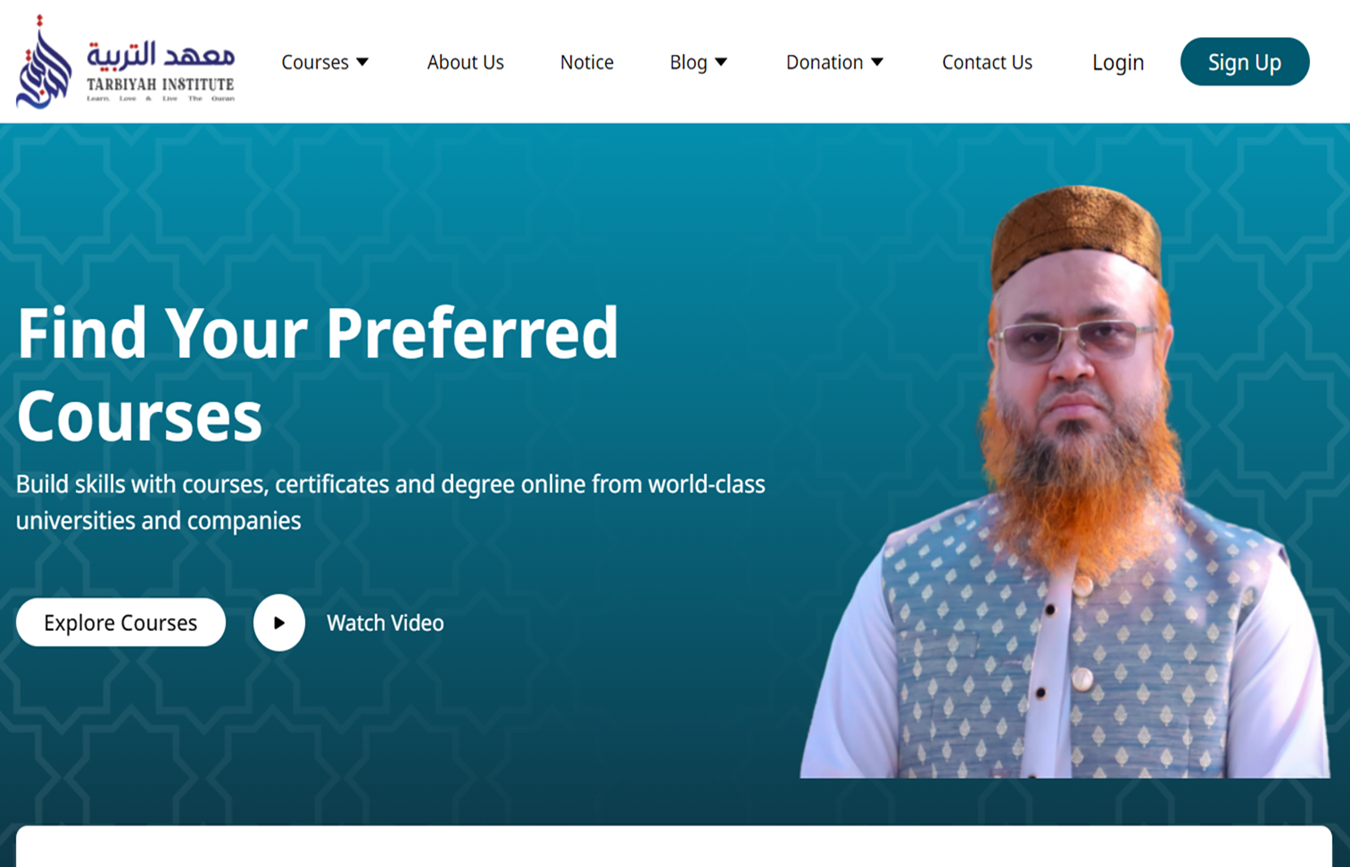 معهد التربية
TARBIYAH INSTITUTE
Learn, Love & Live The Quran
Courses
About Us
Notice
Blog
Donation
Contact Us
Login
Sign Up
Find Your Preferred
Courses
Build skills with courses, certificates and degree online from world-class
universities and companies
Explore Courses
Watch Video